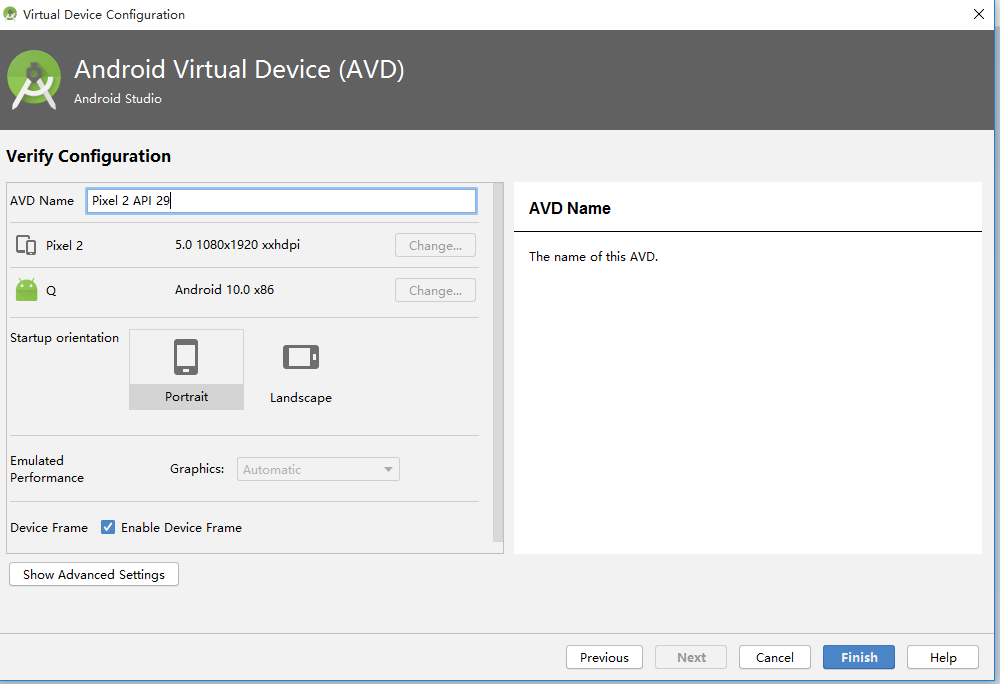 Virtual Device Configuration
Android Virtual Device (AVD)
Android Studio
Verify Configuration
AVD Name Pixel 2 API 29
Pixel 2 5.0 1080x1920 xxhdpi Change...
Q Android 10.0 x86 Change...
Startup orientation
Portrait Landscape
Emulated
Performance
Graphics: Automatic
Device Frame Enable Device Frame
AVD Name
The name of this AVD.
Show Advanced Settings
Previous Next Cancel Finish Help